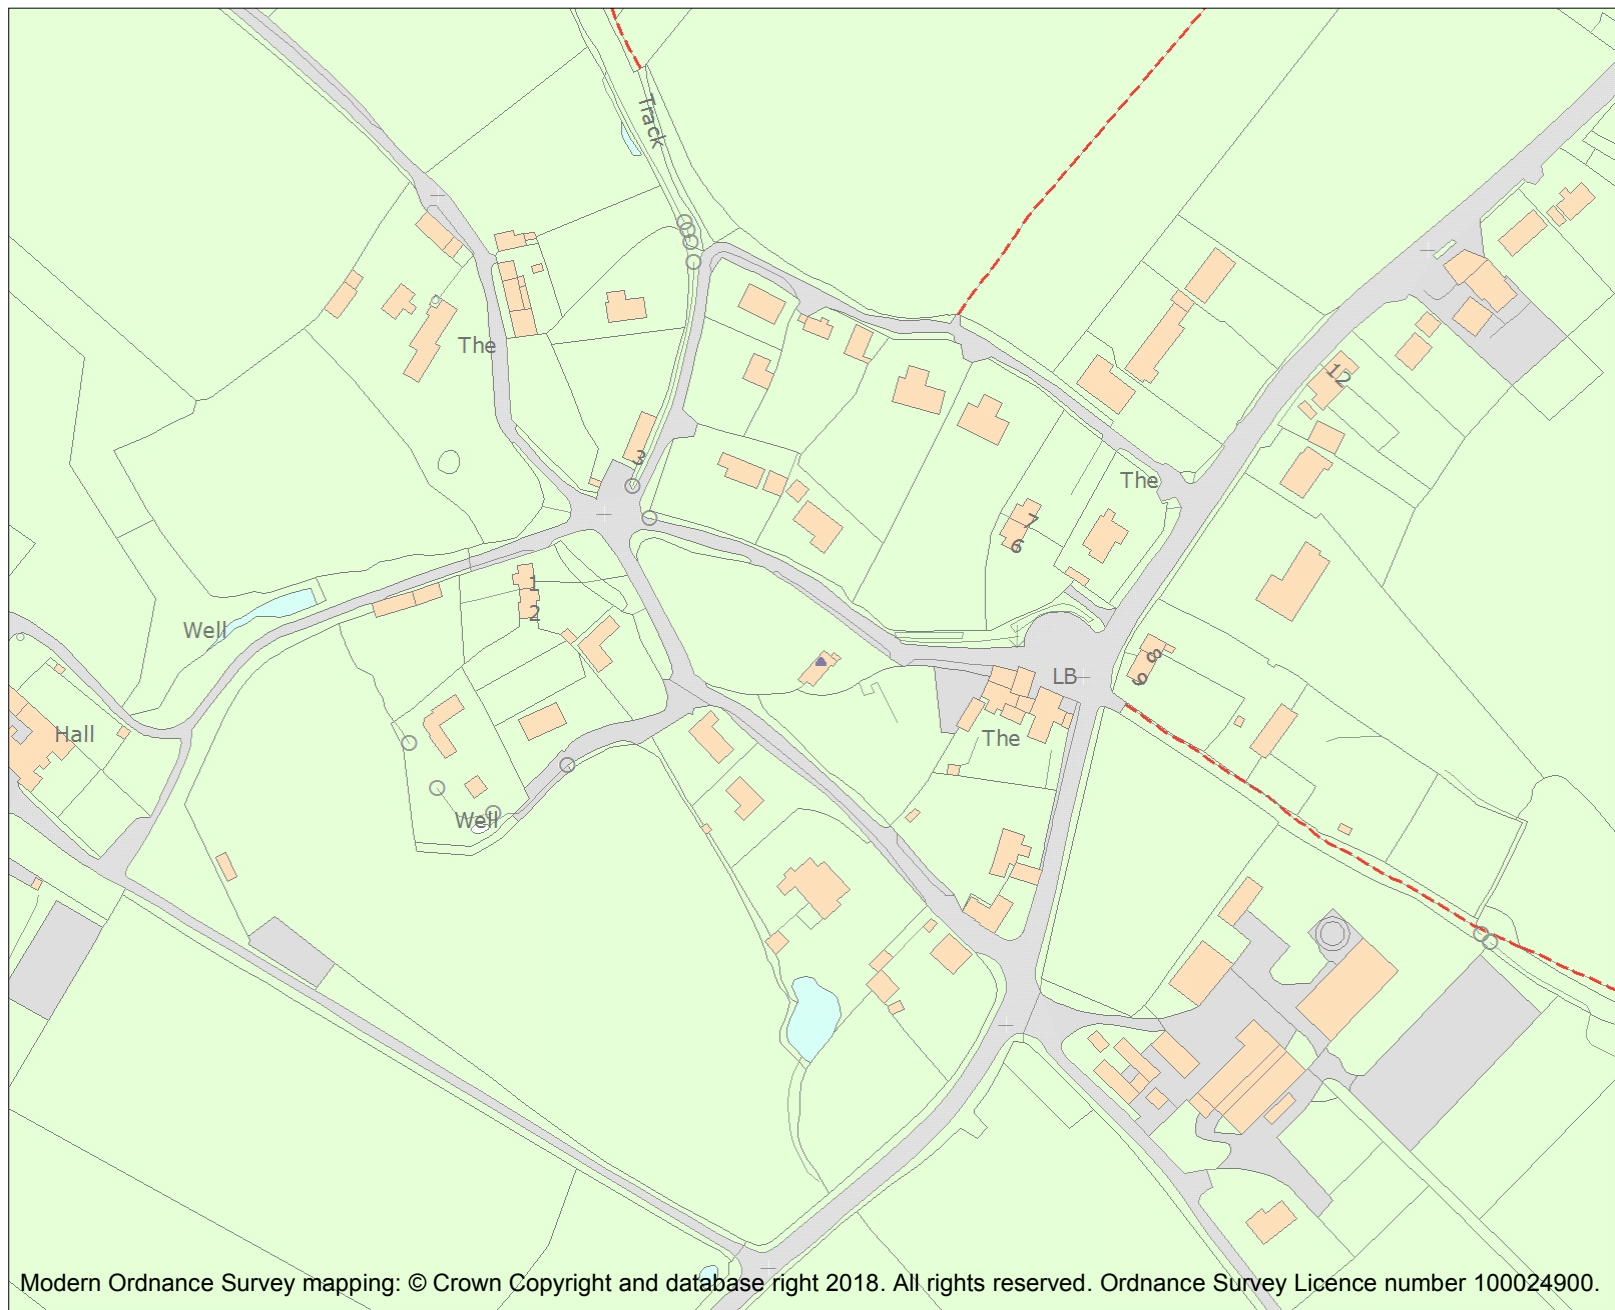 Track
The
12
3
The
7
6
1
2
Well
8
9
LB
Hall
The
Well
Modern Ordnance Survey mapping: © Crown Copyright and database right 2018. All rights reserved. Ordnance Survey Licence number 100024900.